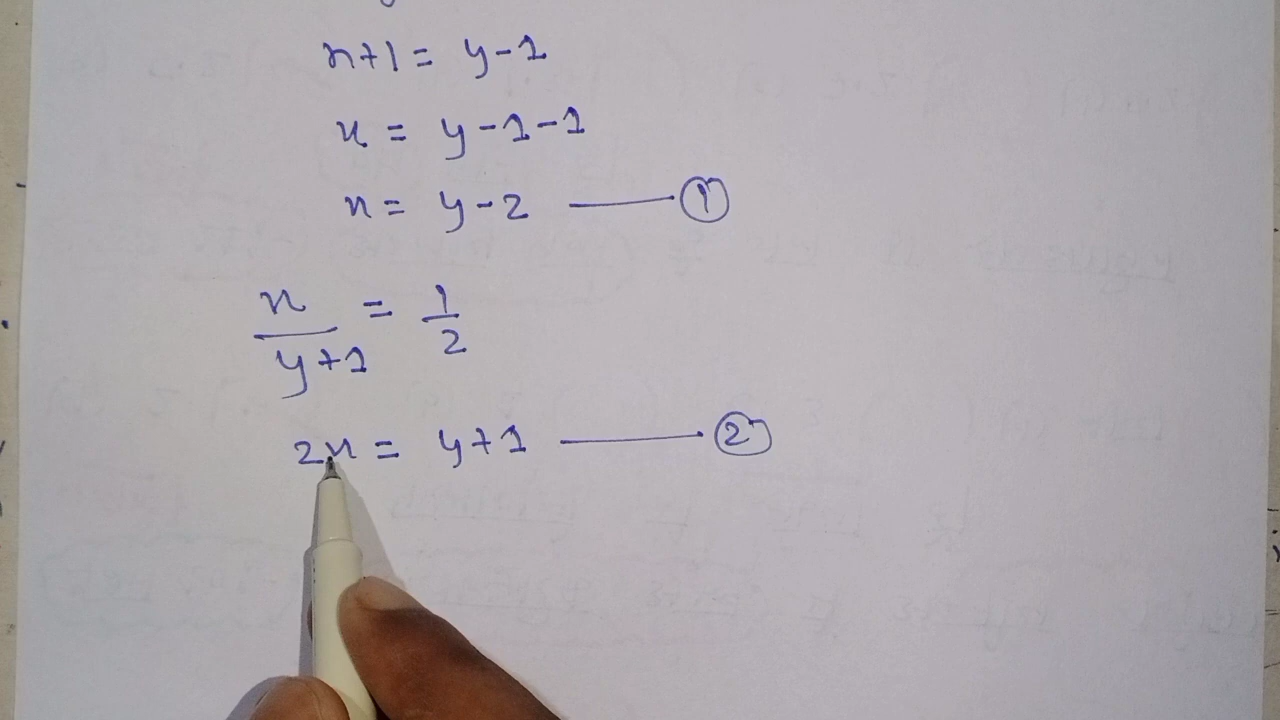 x+1 = y-1
x = y-1-1
x = y-2 —— ①
x/y+1 = 1/2
2x = y+1 —— ②